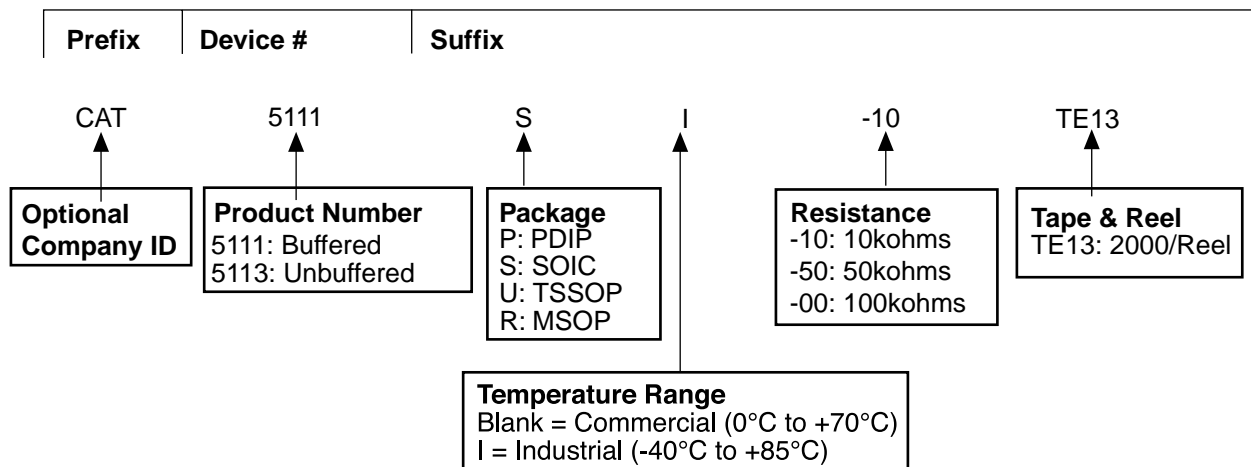 Prefix Device # Suffix
CAT 5111 S I -10 TE13
Optional
Company ID
Product Number
5111: Buffered
5113: Unbuffered
Package
P: PDIP
S: SOIC
U: TSSOP
R: MSOP
Resistance
-10: 10kohms
-50: 50kohms
-00: 100kohms
Tape & Reel
TE13: 2000/Reel
Temperature Range
Blank = Commercial (0°C to +70°C)
I = Industrial (-40°C to +85°C)